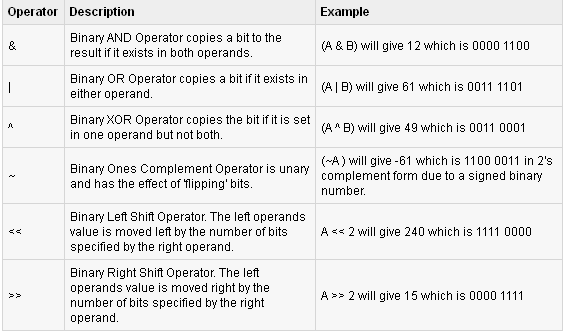 Operator Description Example
& Binary AND Operator copies a bit to the
result if it exists in both operands. (A & B) will give 12 which is 0000 1100
| Binary OR Operator copies a bit if it exists in
either operand. (A | B) will give 61 which is 0011 1101
^ Binary XOR Operator copies the bit if it is set
in one operand but not both. (A ^ B) will give 49 which is 0011 0001
~ Binary Ones Complement Operator is unary
and has the effect of 'flipping' bits.
(~A ) will give -61 which is 1100 0011 in 2's
complement form due to a signed binary
number.
<< Binary Left Shift Operator. The left operands
value is moved left by the number of bits
specified by the right operand.
A << 2 will give 240 which is 1111 0000
>> Binary Right Shift Operator. The left
operands value is moved right by the
number of bits specified by the right
operand.
A >> 2 will give 15 which is 0000 1111